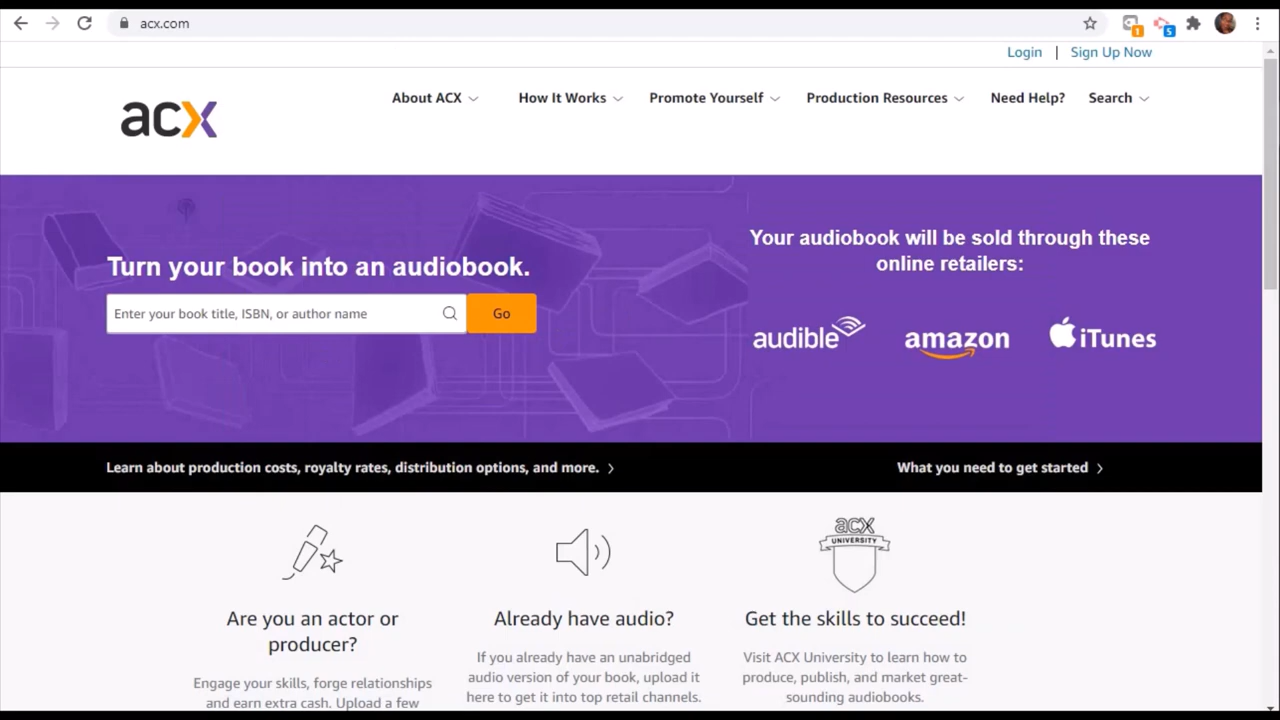 acx.com
1
5
Login | Sign Up Now
acx
About ACX
How It Works
Promote Yourself
Production Resources
Need Help?
Search
Turn your book into an audiobook.
Enter your book title, ISBN, or author name
Go
Your audiobook will be sold through these
online retailers:
audible
amazon
iTunes
Learn about production costs, royalty rates, distribution options, and more.
What you need to get started
Are you an actor or
producer?
Engage your skills, forge relationships
and earn extra cash. Upload a few
Already have audio?
If you already have an unabridged
audio version of your book, upload it
here to get it into top retail channels.
acx
UNIVERSITY
Get the skills to succeed!
Visit ACX University to learn how to
produce, publish, and market great-
sounding audiobooks.